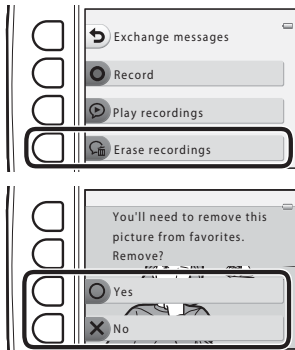 Exchange messages
Record
Play recordings
Erase recordings
You'll need to remove this
picture from favorites.
Remove?
Yes
No